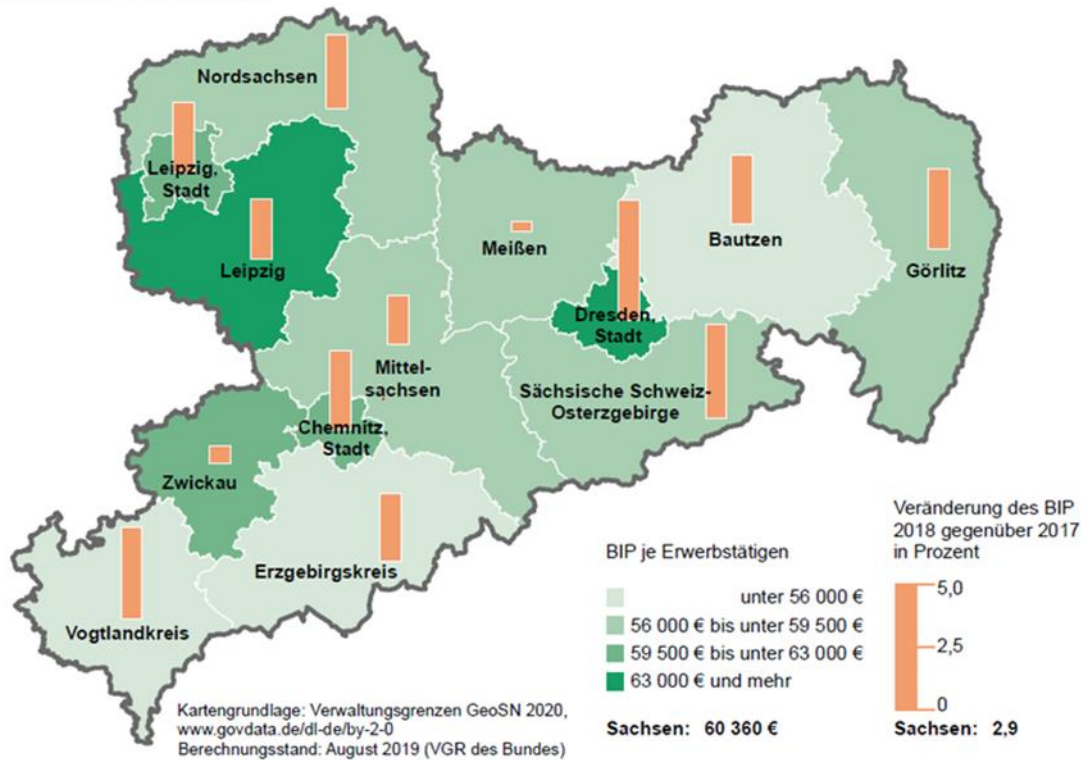 Nordsachsen
Leipzig,
Stadt
Leipzig
Meißen
Bautzen
Görlitz
Dresden,
Stadt
Mittel-
sachsen
Sächsische Schweiz-
Osterzgebirge
Chemnitz,
Stadt
Zwickau
Erzgebirgskreis
Vogtlandkreis
BIP je Erwerbstätigen
unter 56 000 €
56 000 € bis unter 59 500 €
59 500 € bis unter 63 000 €
63 000 € und mehr
Sachsen: 60 360 €
Veränderung des BIP
2018 gegenüber 2017
in Prozent
5,0
2,5
0
Sachsen: 2,9
Kartengrundlage: Verwaltungsgrenzen GeoSN 2020,
www.govdata.de/dl-de/by-2-0
Berechnungsstand: August 2019 (VGR des Bundes)